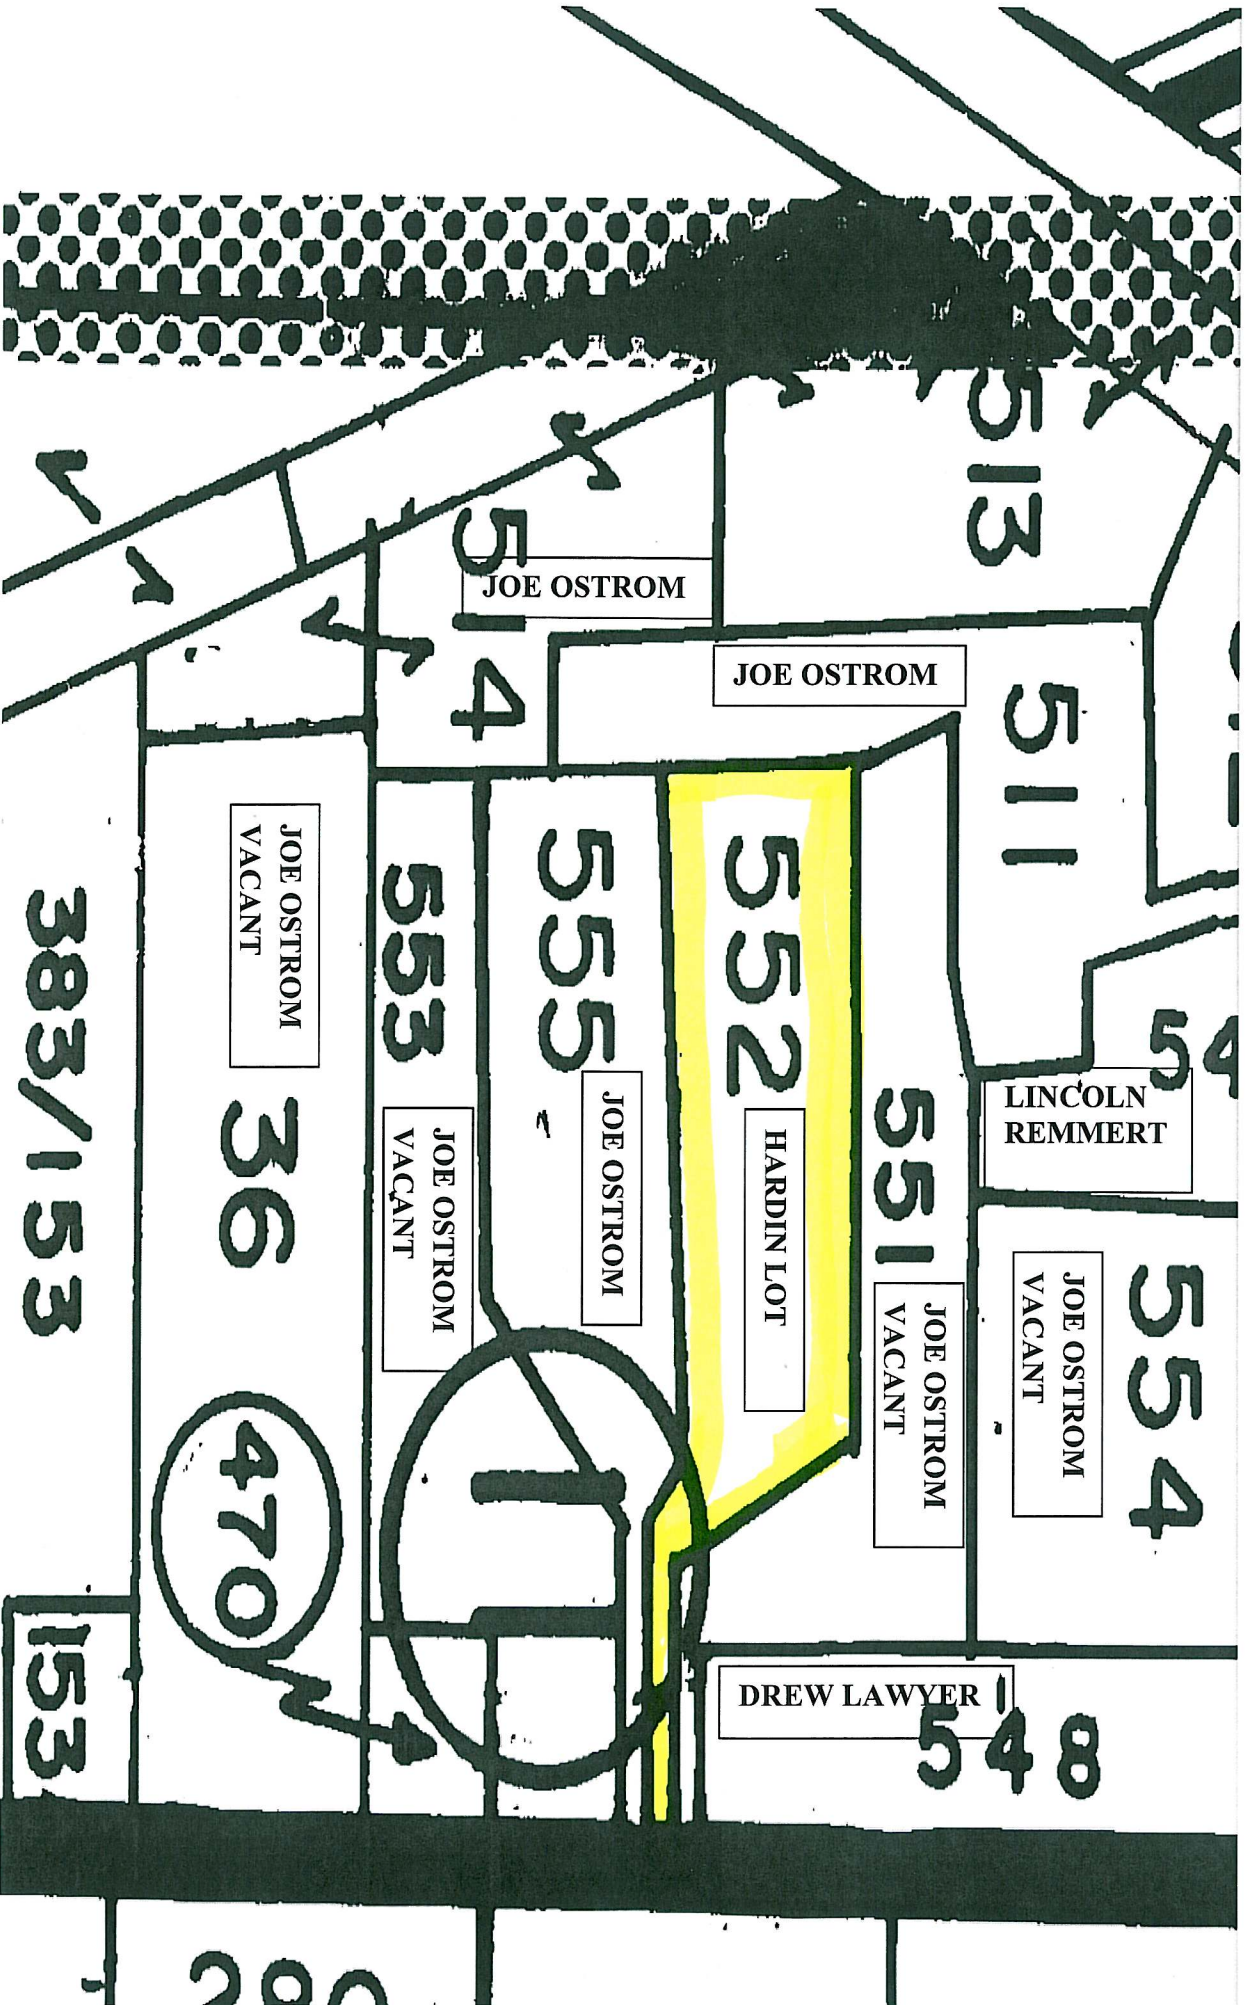 513
514
JOE OSTROM
JOE OSTROM
511
JOE OSTROM
VACANT
36
383/153
553
JOE OSTROM
VACANT
555
JOE OSTROM
552
HARDIN LOT
551
JOE OSTROM
VACANT
54
LINCOLN
REMMERT
554
JOE OSTROM
VACANT
470
153
DREW LAWYER
548